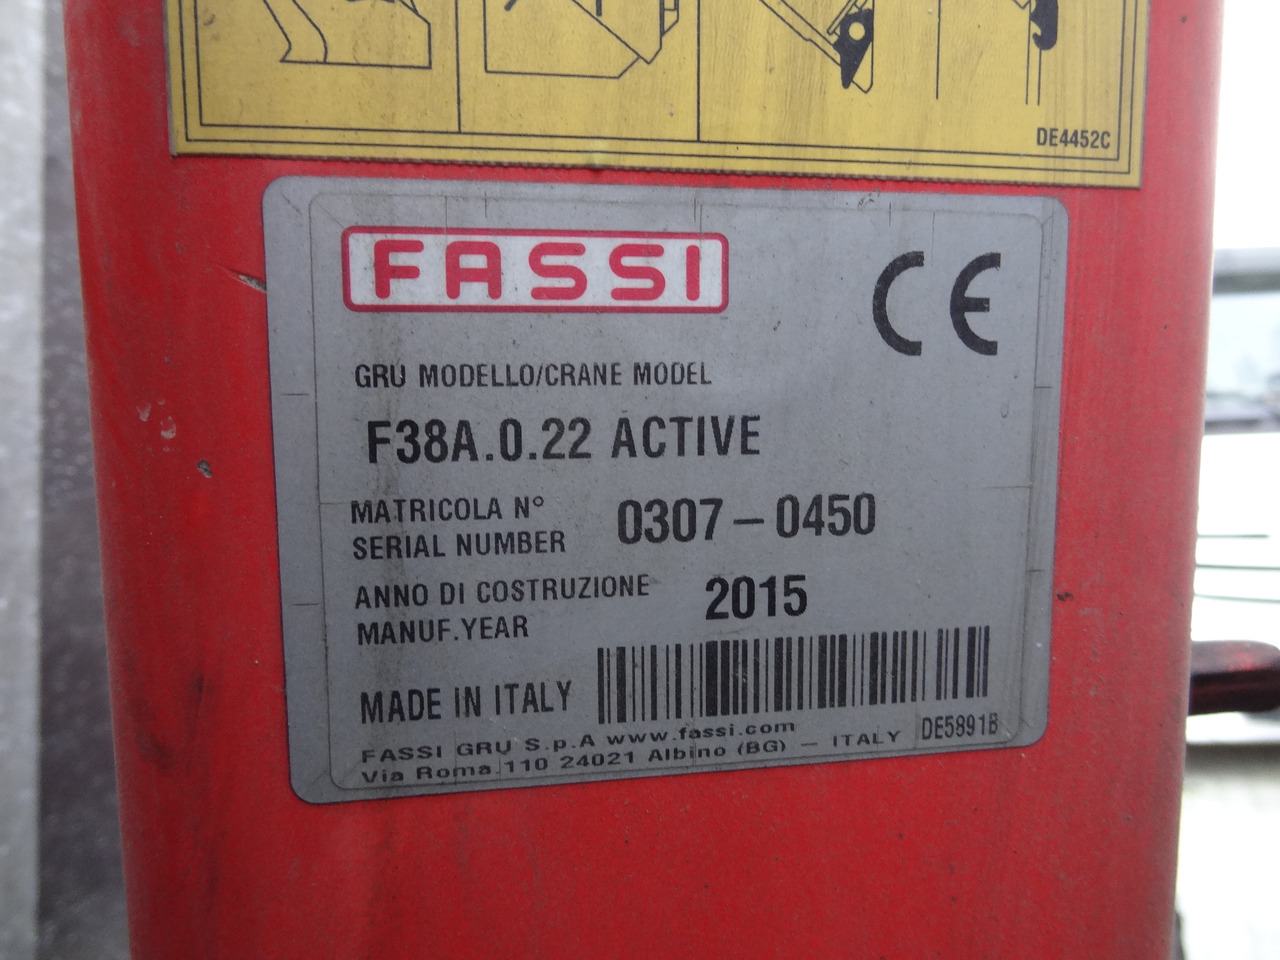 DE4452C
FASSI
CE
GRU MODELLO/CRANE MODEL
F38A.0.22 ACTIVE
MATRICOLA N° 0307-0450
SERIAL NUMBER
ANNO DI COSTRUZIONE 2015
MANUF.YEAR
MADE IN ITALY
FASSI GRU S.p.A www.fassi.com
Via Roma 110 24021 Albino (BG) - ITALY DE5891B